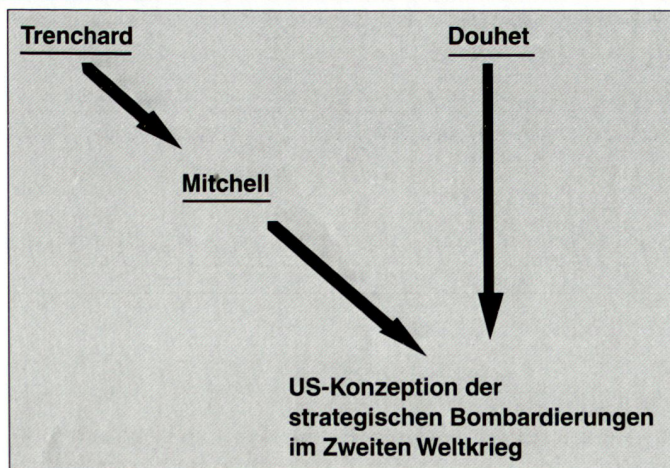 Trenchard
Douhet
Mitchell
US-Konzeption der
strategischen Bombardierungen
im Zweiten Weltkrieg